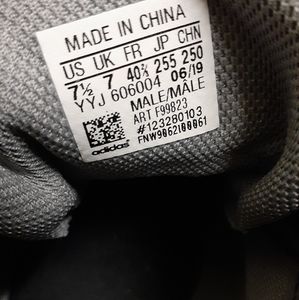 MADE IN CHINA
US UK FR JP CHN
7½ 7 40⅔ 255 250
YYJ 606004 06/19
MALE/MÂLE
ART F99823
#123280103
FNW9862I00061
adidas